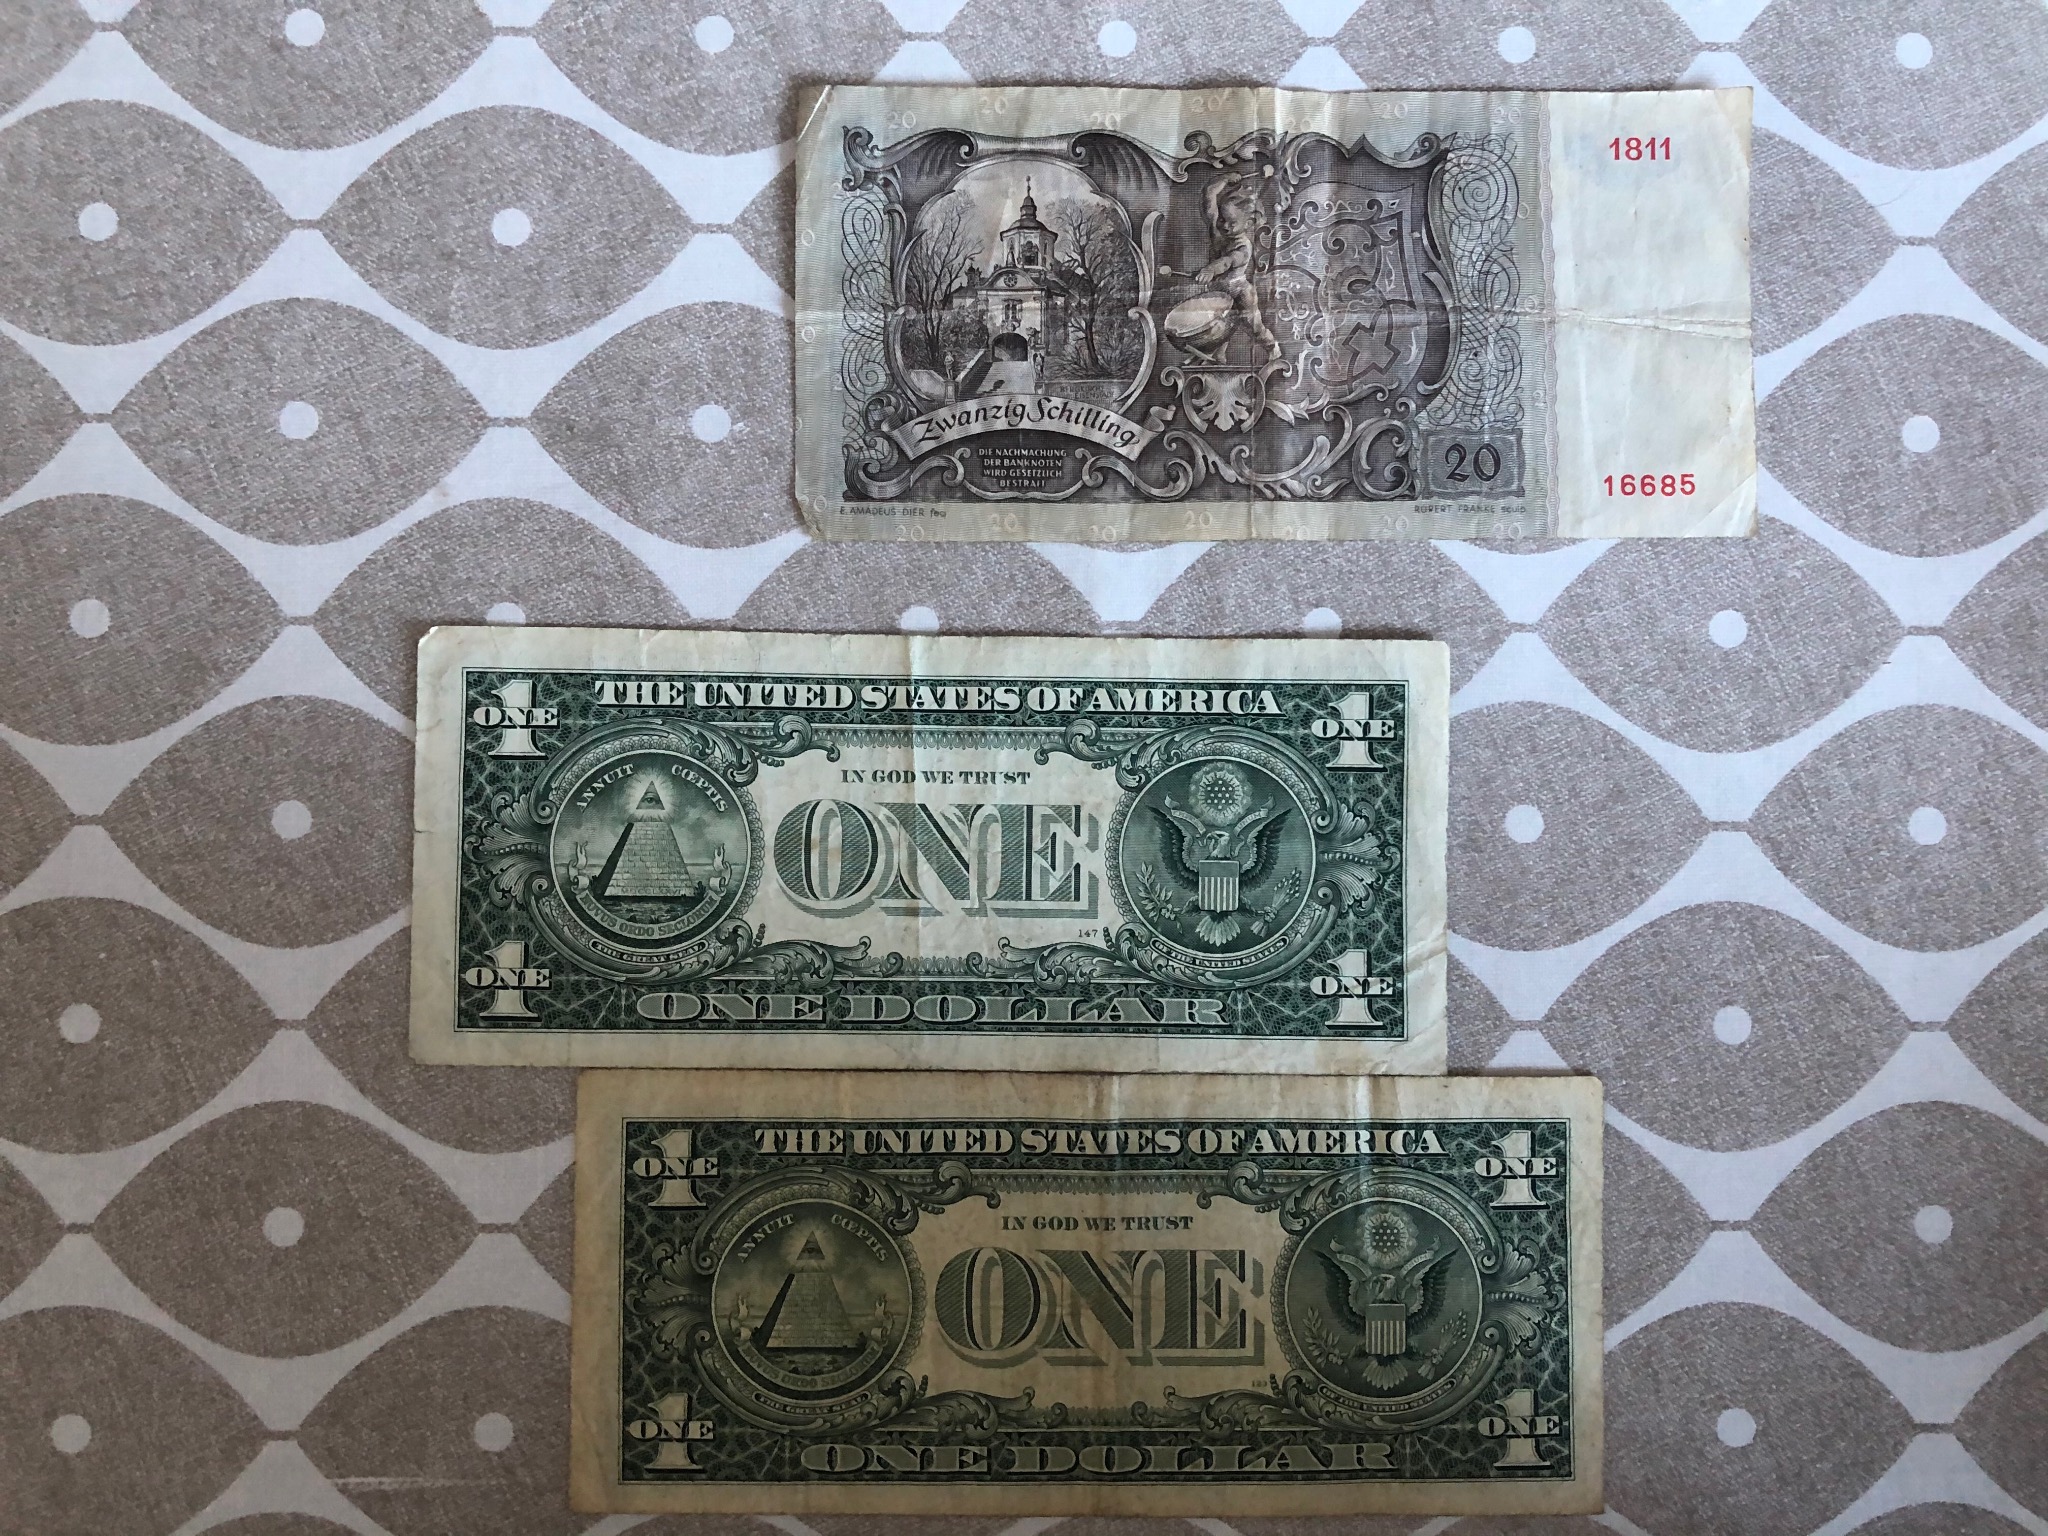 1811
Zwanzig Schilling
DIE NACHMACHUNG
DER BANKNOTEN
WIRD GESETZLICH
BESTRAFT
20
16685
E. AMADEUS-DIER feq
ROBERT FRANKE sculp.
THE UNITED STATES OF AMERICA
1 ONE
1 ONE
ANNUIT CŒPTIS
IN GOD WE TRUST
ONE
MDCCLXXVI
NOVUS ORDO SECLORUM
THE GREAT SEAL
147
OF THE UNITED STATES
1 ONE
1 ONE
ONE DOLLAR
THE UNITED STATES OF AMERICA
1 ONE
1 ONE
ANNUIT CŒPTIS
IN GOD WE TRUST
ONE
NOVUS ORDO SECLORUM
THE GREAT SEAL
OF THE UNITED STATES
1 ONE
1 ONE
ONE DOLLAR